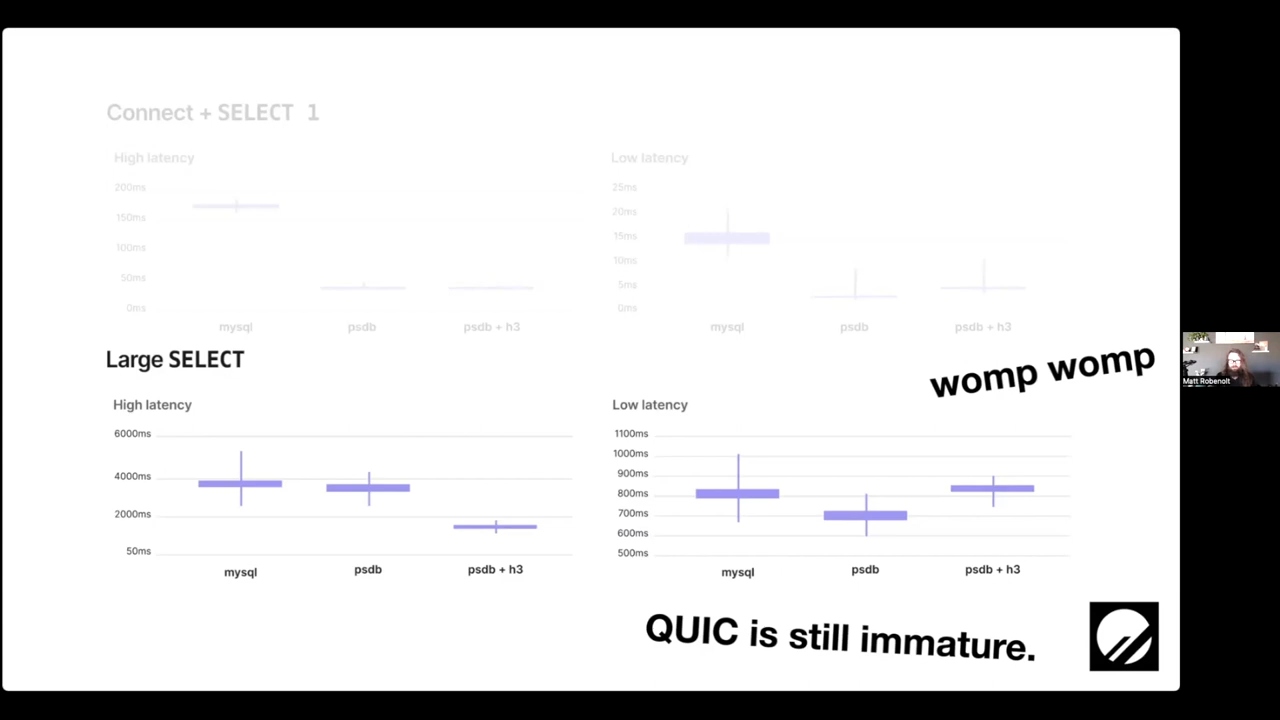 Connect + SELECT 1
High latency
200ms
150ms
100ms
50ms
0ms
mysql
psdb
psdb + h3
Low latency
25ms
20ms
15ms
10ms
5ms
0ms
mysql
psdb
psdb + h3
Large SELECT
womp womp
High latency
6000ms
4000ms
2000ms
50ms
mysql
psdb
psdb + h3
Low latency
1100ms
1000ms
900ms
800ms
700ms
600ms
500ms
mysql
psdb
psdb + h3
QUIC is still immature.
Matt Robenolt